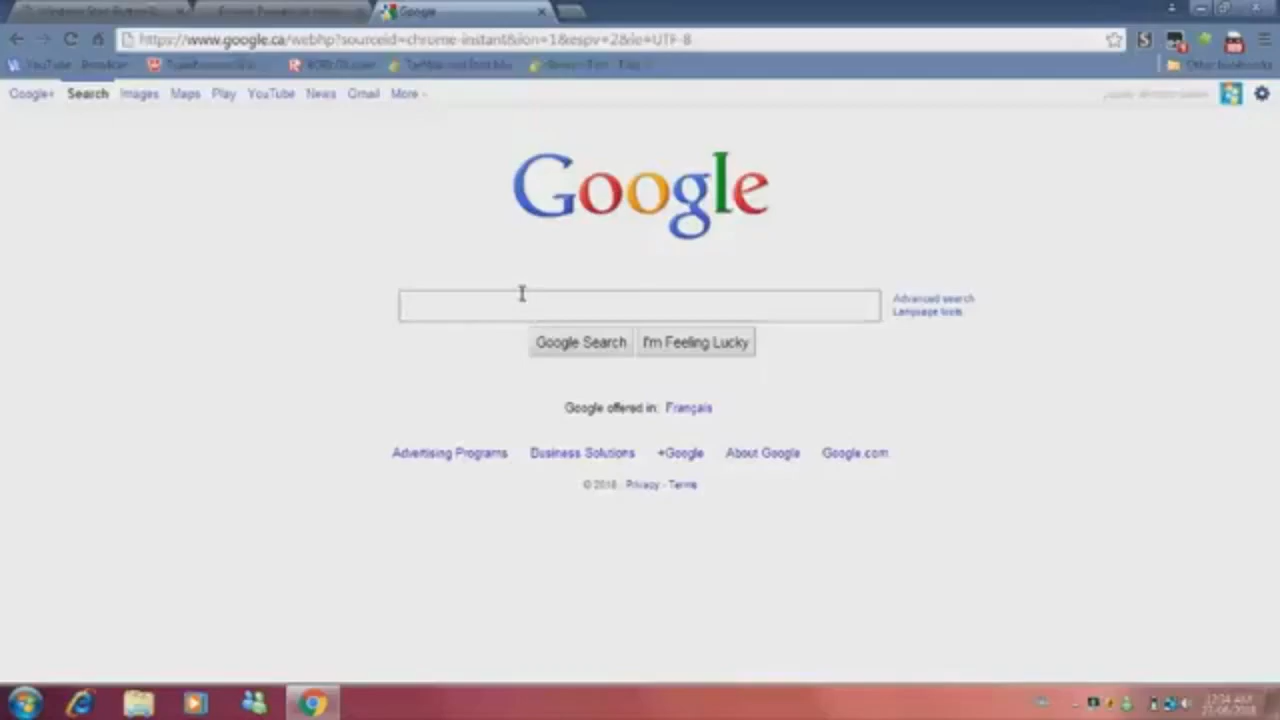 Google
https://www.google.ca/webhp?sourceid=chrome-instant&ion=1&espv=2&ie=UTF-8
YouTube
Other bookmarks
Google+ Search Images Maps Play YouTube News Gmail More
Google
Advanced search
Language tools
Google Search I'm Feeling Lucky
Google offered in: Français
Advertising Programs Business Solutions +Google About Google Google.com
Privacy - Terms